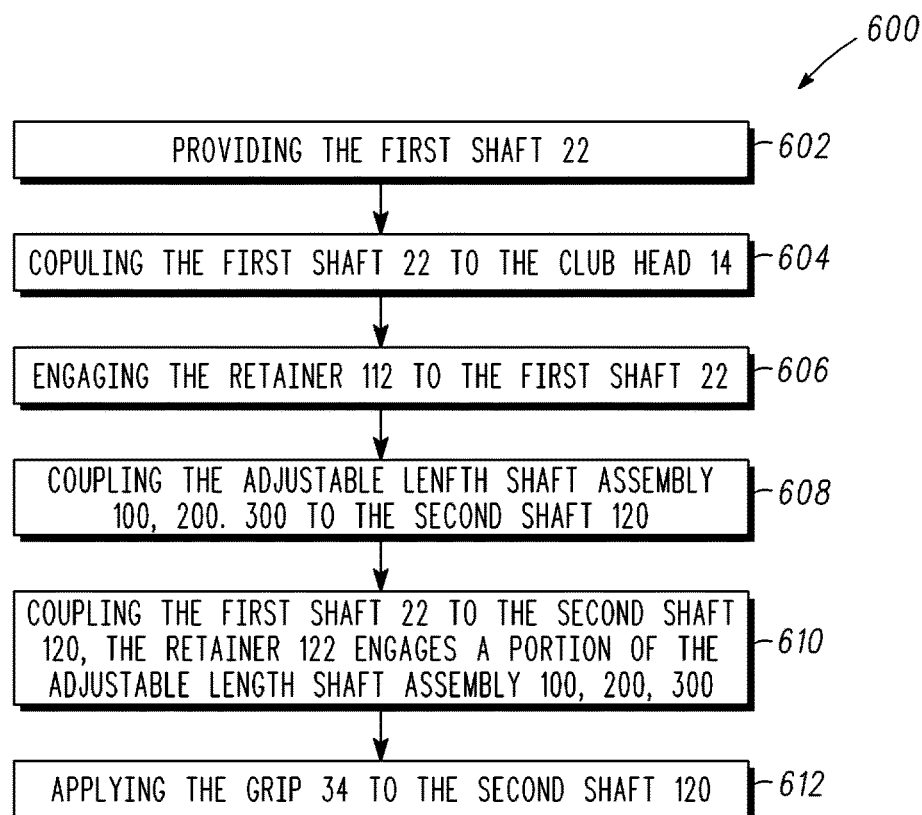 600
PROVIDING THE FIRST SHAFT 22
602
COPULING THE FIRST SHAFT 22 TO THE CLUB HEAD 14
604
ENGAGING THE RETAINER 112 TO THE FIRST SHAFT 22
606
COUPLING THE ADJUSTABLE LENFTH SHAFT ASSEMBLY
100, 200. 300 TO THE SECOND SHAFT 120
608
COUPLING THE FIRST SHAFT 22 TO THE SECOND SHAFT
120, THE RETAINER 122 ENGAGES A PORTION OF THE
ADJUSTABLE LENGTH SHAFT ASSEMBLY 100, 200, 300
610
APPLYING THE GRIP 34 TO THE SECOND SHAFT 120
612